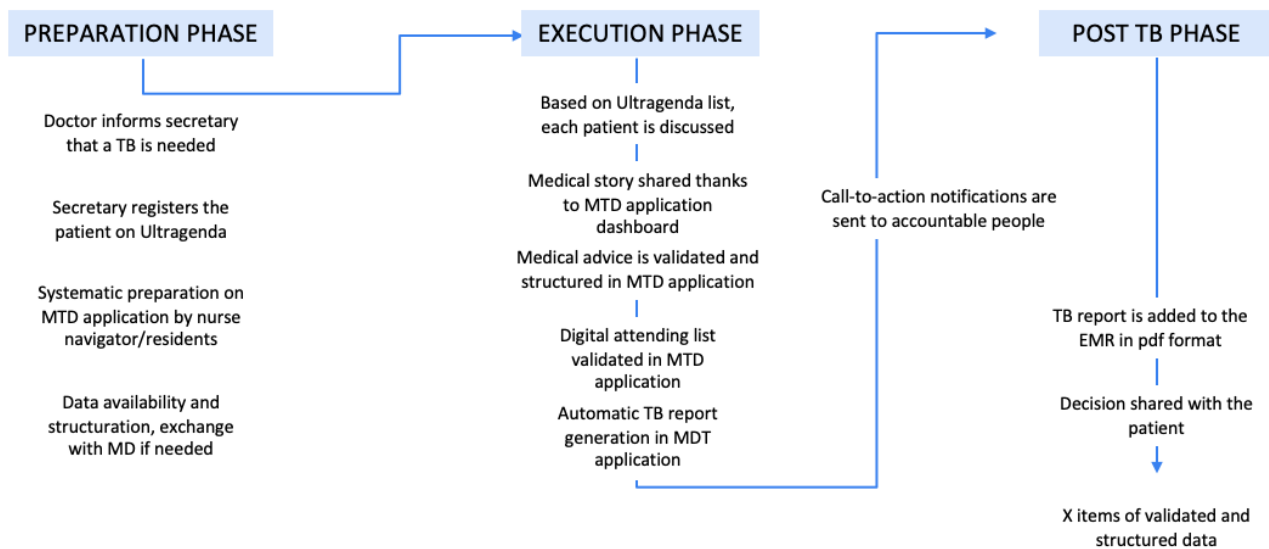 PREPARATION PHASE
Doctor informs secretary
that a TB is needed
Secretary registers the
patient on Ultragenda
Systematic preparation on
MTD application by nurse
navigator/residents
Data availability and
structuration, exchange
with MD if needed
EXECUTION PHASE
Based on Ultragenda list,
each patient is discussed
Medical story shared thanks
to MTD application
dashboard
Medical advice is validated and
structured in MTD application
Digital attending list
validated in MTD
application
Automatic TB report
generation in MDT
application
Call-to-action notifications are
sent to accountable people
POST TB PHASE
TB report is added to the
EMR in pdf format
Decision shared with the
patient
X items of validated and
structured data